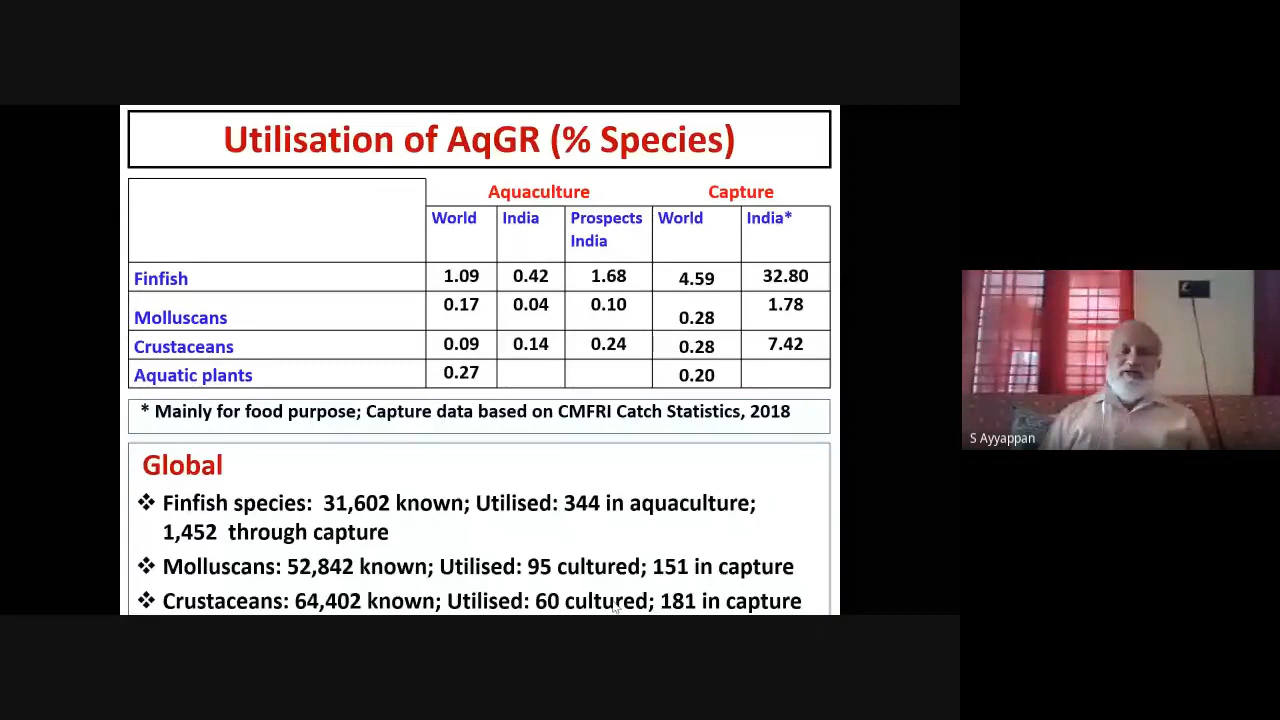 Utilisation of AqGR (% Species)
Aquaculture Capture
World India Prospects India World India*
Finfish 1.09 0.42 1.68 4.59 32.80
Molluscans 0.17 0.04 0.10 0.28 1.78
Crustaceans 0.09 0.14 0.24 0.28 7.42
Aquatic plants 0.27 0.20
* Mainly for food purpose; Capture data based on CMFRI Catch Statistics, 2018
Global
❖ Finfish species: 31,602 known; Utilised: 344 in aquaculture;
1,452 through capture
❖ Molluscans: 52,842 known; Utilised: 95 cultured; 151 in capture
❖ Crustaceans: 64,402 known; Utilised: 60 cultured; 181 in capture
S Ayyappan